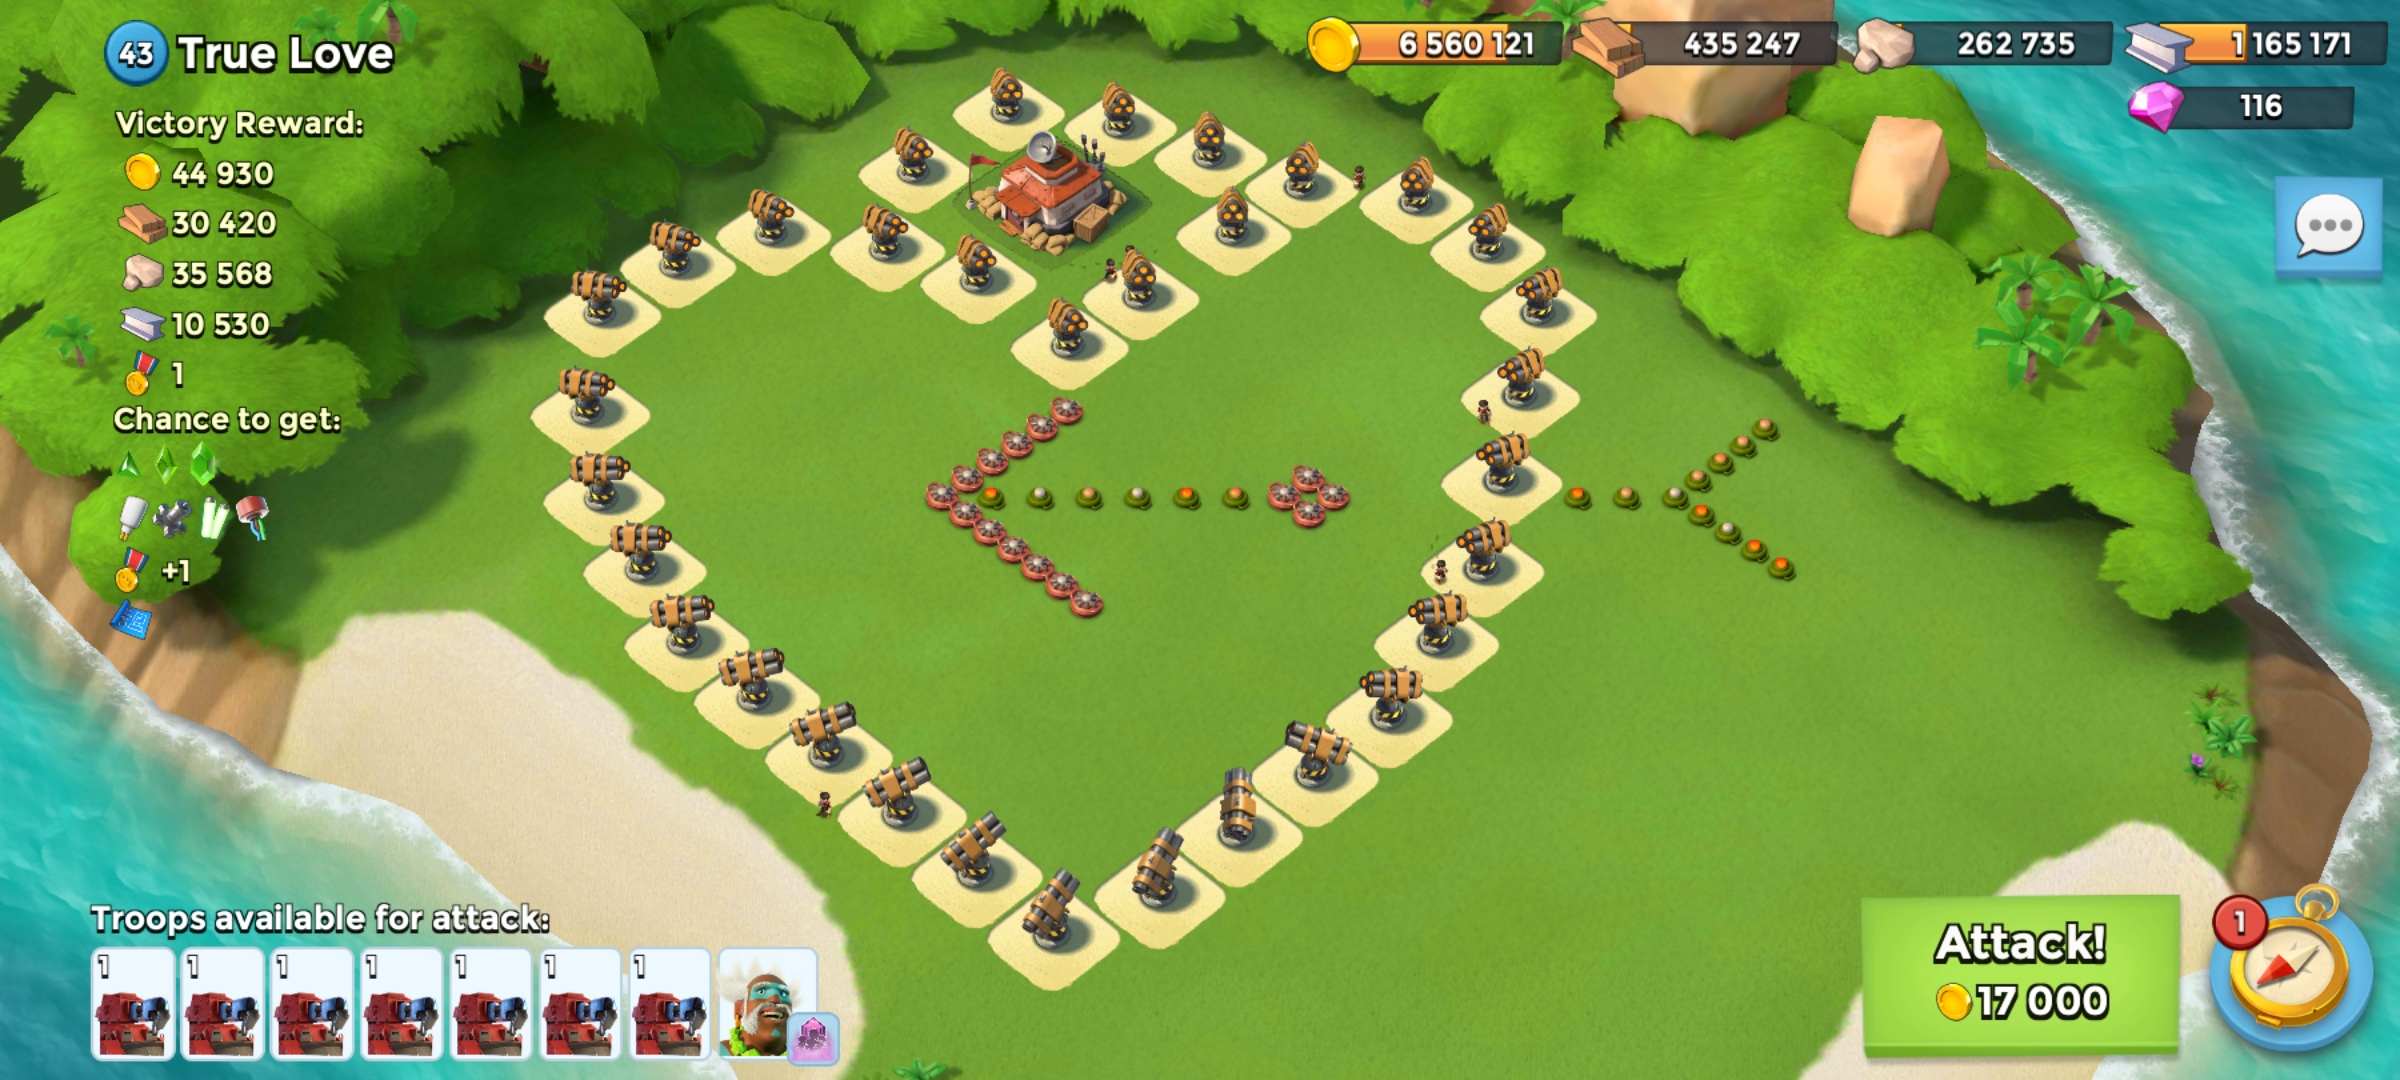 43 True Love
6 560 121
435 247
262 735
1 165 171
116
Victory Reward:
44 930
30 420
35 568
10 530
1
Chance to get:
+1
Troops available for attack:
1 1 1 1 1 1 1
Attack!
17 000
1